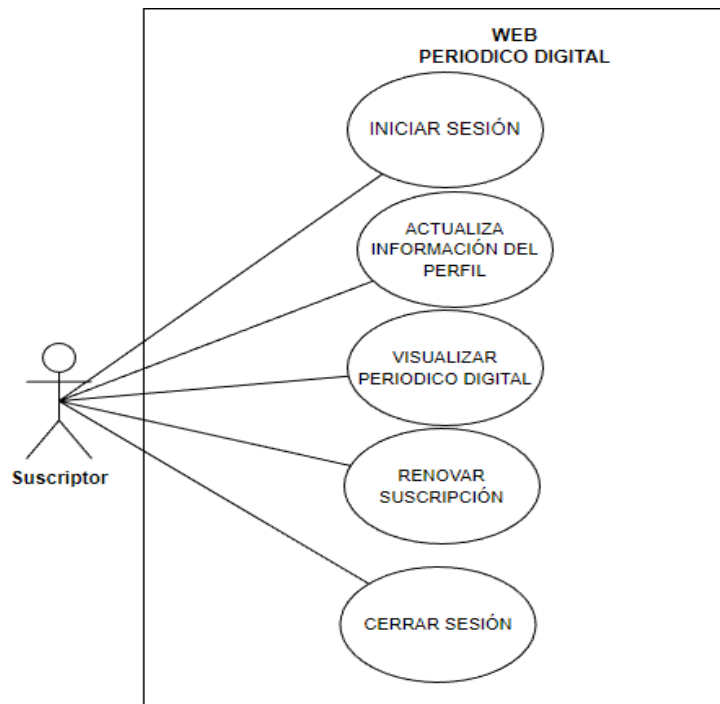 WEB
PERIODICO DIGITAL
INICIAR SESIÓN
ACTUALIZA
INFORMACIÓN DEL
PERFIL
VISUALIZAR
PERIODICO DIGITAL
RENOVAR
SUSCRIPCIÓN
Suscriptor
CERRAR SESIÓN